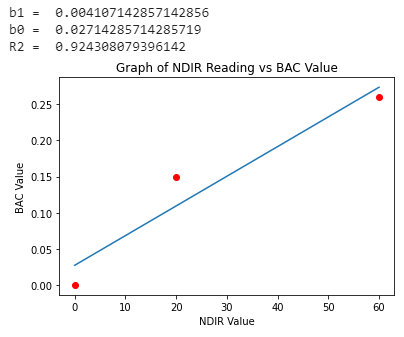 b1 =  0.004107142857142856
b0 =  0.02714285714285719
R2 =  0.924308079396142
Graph of NDIR Reading vs BAC Value
0.25
0.20
0.15
0.10
0.05
0.00
BAC Value
0 10 20 30 40 50 60
NDIR Value